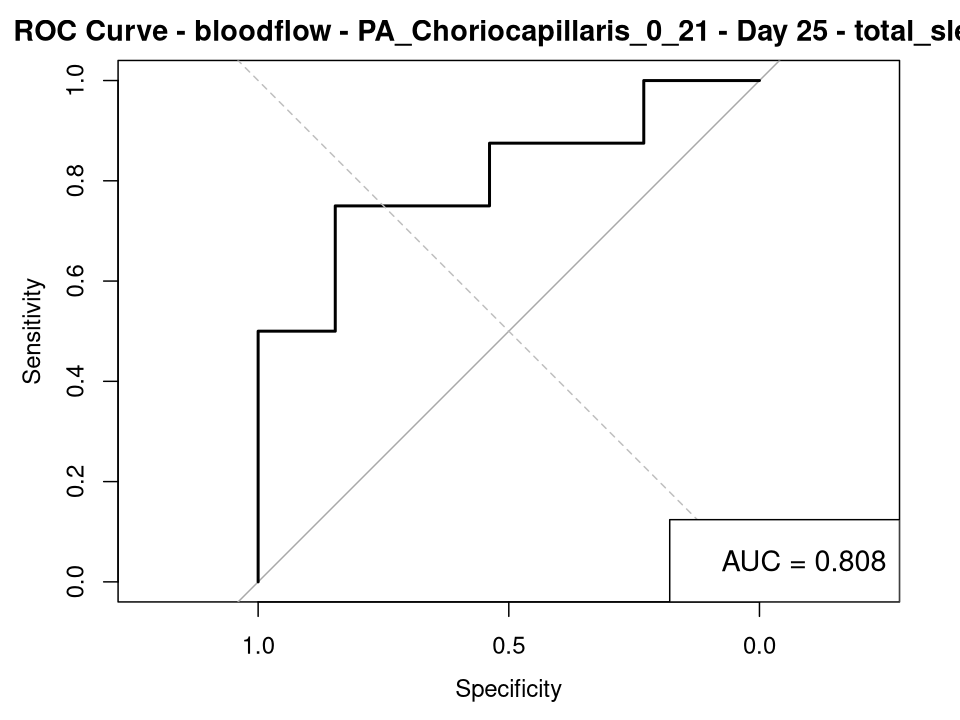 ROC Curve - bloodflow - PA_Choriocapillaris_0_21 - Day 25 - total_sle
1.0
0.8
0.6
0.4
0.2
0.0
Sensitivity
AUC = 0.808
1.0 0.5 0.0
Specificity